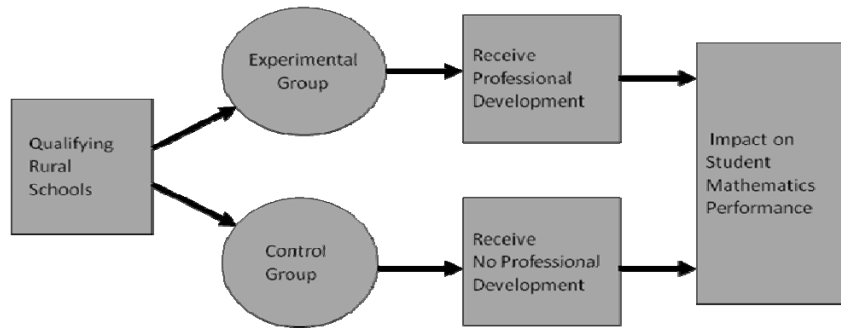 Qualifying
Rural
Schools
Experimental
Group
Receive
Professional
Development
Control
Group
Receive
No Professional
Development
Impact on
Student
Mathematics
Performance